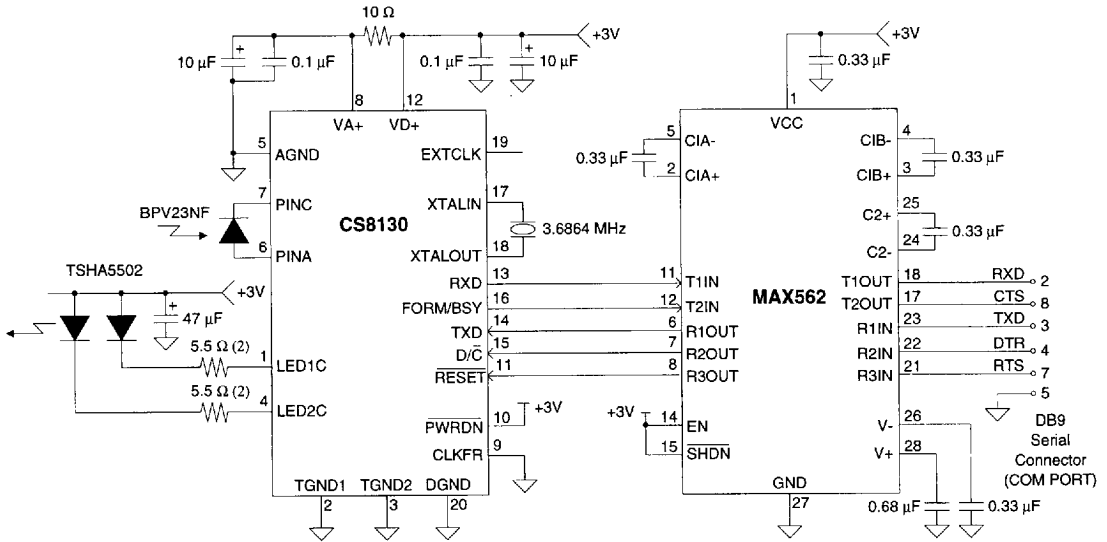 10 Ω
+3V
+3V
10 µF
+
0.1 µF
0.1 µF
+
10 µF
0.33 µF
8
12
1
VA+
VD+
VCC
5
AGND
EXTCLK
19
7
PINC
XTALIN
17
BPV23NF
CS8130
3.6864 MHz
6
PINA
XTALOUT
18
TSHA5502
RXD
13
+3V
FORM/BSY
16
+
47 µF
TXD
14
D/C
15
5.5 Ω (2)
1
LED1C
RESET
11
5.5 Ω (2)
4
LED2C
+3V
PWRDN
10
CLKFR
9
TGND1
TGND2
DGND
2
3
20
5
CIA-
CIB-
4
0.33 µF
0.33 µF
2
CIA+
CIB+
3
C2+
25
0.33 µF
C2-
24
MAX562
11
T1IN
T1OUT
18
RXD
2
12
T2IN
T2OUT
17
CTS
8
6
R1OUT
R1IN
23
TXD
3
7
R2OUT
R2IN
22
DTR
4
8
R3OUT
R3IN
21
RTS
7
5
+3V
14
EN
V-
26
15
SHDN
V+
28
DB9
Serial
Connector
(COM PORT)
GND
27
0.68 µF
0.33 µF